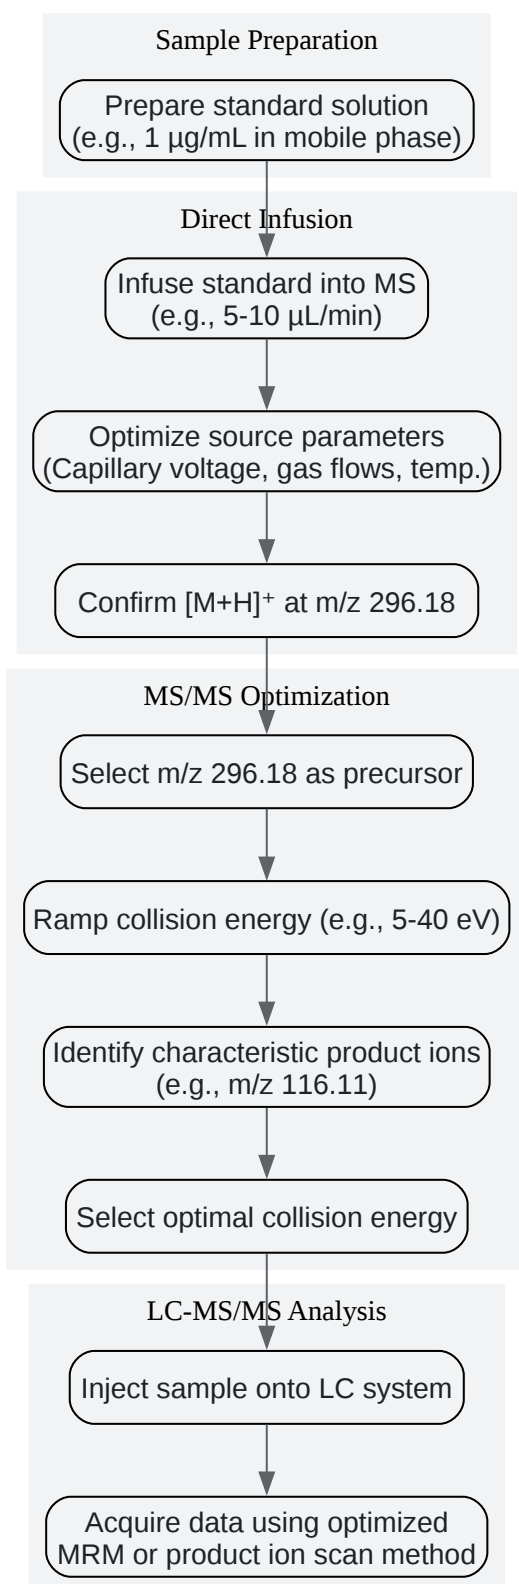 Sample Preparation
Prepare standard solution
(e.g., 1 µg/mL in mobile phase)
Direct Infusion
Infuse standard into MS
(e.g., 5-10 µL/min)
Optimize source parameters
(Capillary voltage, gas flows, temp.)
Confirm [M+H]⁺ at m/z 296.18
MS/MS Optimization
Select m/z 296.18 as precursor
Ramp collision energy (e.g., 5-40 eV)
Identify characteristic product ions
(e.g., m/z 116.11)
Select optimal collision energy
LC-MS/MS Analysis
Inject sample onto LC system
Acquire data using optimized
MRM or product ion scan method